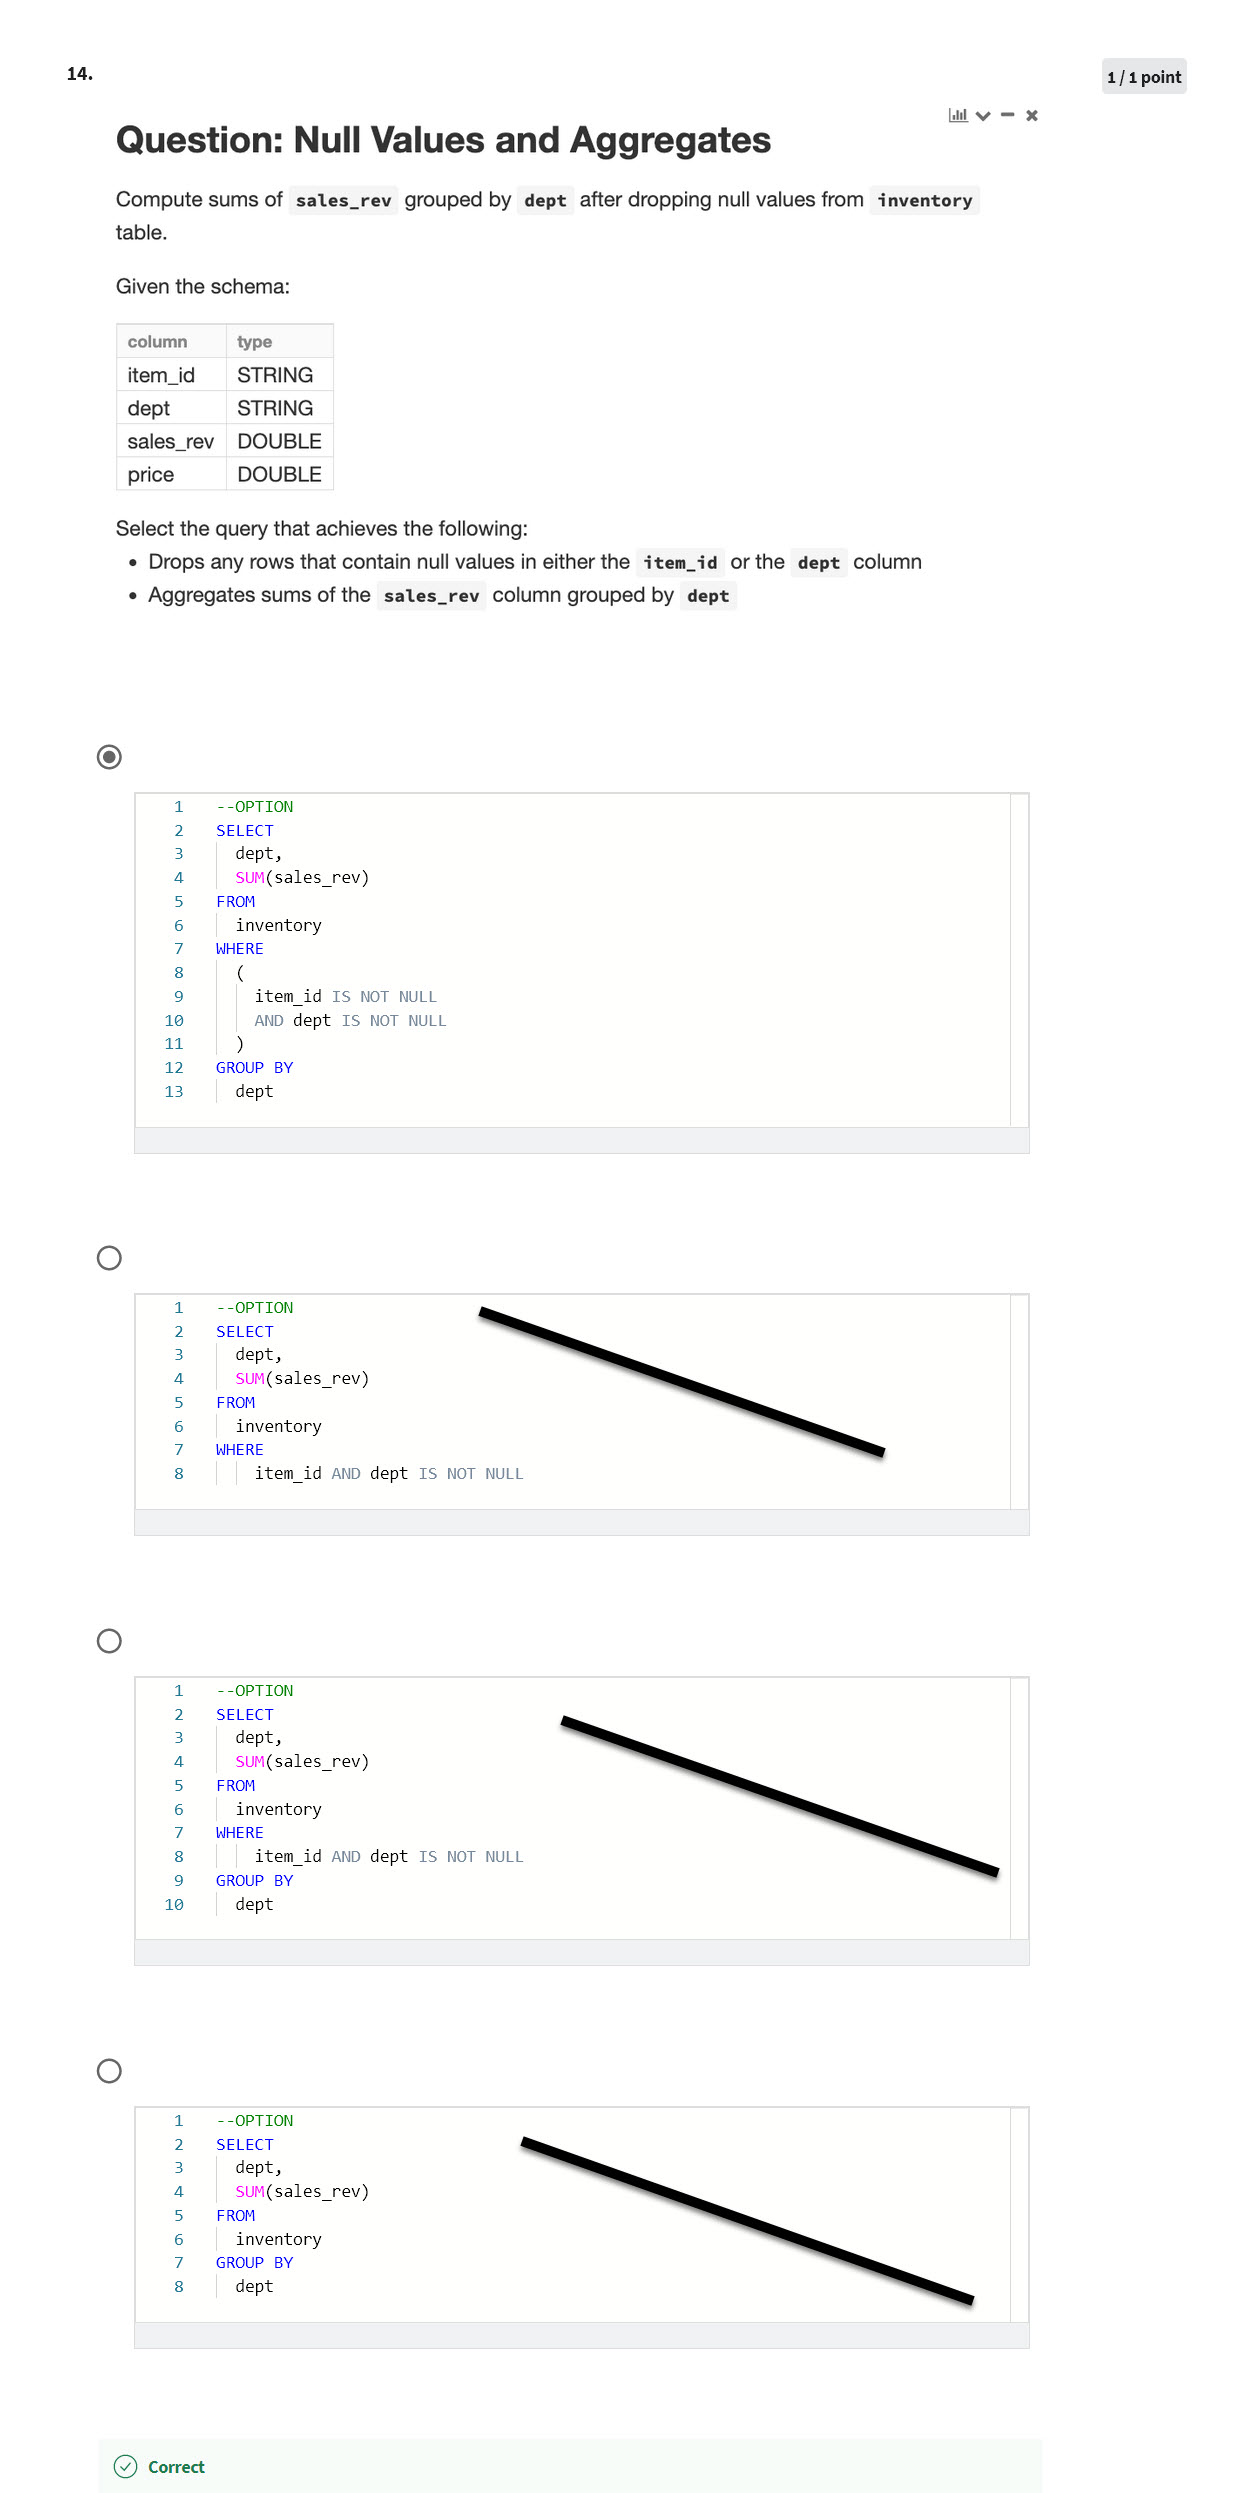 14.
1 / 1 point
Question: Null Values and Aggregates
Compute sums of sales_rev grouped by dept after dropping null values from inventory
table.
Given the schema:
column type
item_id STRING
dept STRING
sales_rev DOUBLE
price DOUBLE
Select the query that achieves the following:
• Drops any rows that contain null values in either the item_id or the dept column
• Aggregates sums of the sales_rev column grouped by dept
1 --OPTION
2 SELECT
3 dept,
4 SUM(sales_rev)
5 FROM
6 inventory
7 WHERE
8 (
9 item_id IS NOT NULL
10 AND dept IS NOT NULL
11 )
12 GROUP BY
13 dept
1 --OPTION
2 SELECT
3 dept,
4 SUM(sales_rev)
5 FROM
6 inventory
7 WHERE
8 item_id AND dept IS NOT NULL
1 --OPTION
2 SELECT
3 dept,
4 SUM(sales_rev)
5 FROM
6 inventory
7 WHERE
8 item_id AND dept IS NOT NULL
9 GROUP BY
10 dept
1 --OPTION
2 SELECT
3 dept,
4 SUM(sales_rev)
5 FROM
6 inventory
7 GROUP BY
8 dept
Correct